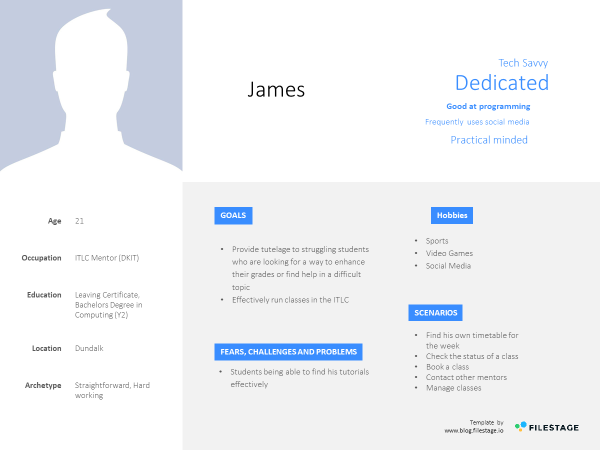 James
Tech Savvy
Dedicated
Good at programming
Frequently uses social media
Practical minded
Age 21
Occupation ITLC Mentor (DKIT)
Education Leaving Certificate,
Bachelors Degree in
Computing (Y2)
Location Dundalk
Archetype Straightforward, Hard
working
GOALS
• Provide tutelage to struggling students
who are looking for a way to enhance
their grades or find help in a difficult
topic
• Effectively run classes in the ITLC
FEARS, CHALLENGES AND PROBLEMS
• Students being able to find his tutorials
effectively
Hobbies
• Sports
• Video Games
• Social Media
SCENARIOS
• Find his own timetable for
the week
• Check the status of a class
• Book a class
• Contact other mentors
• Manage classes
Template by
www.blog.filestage.io
FILESTAGE